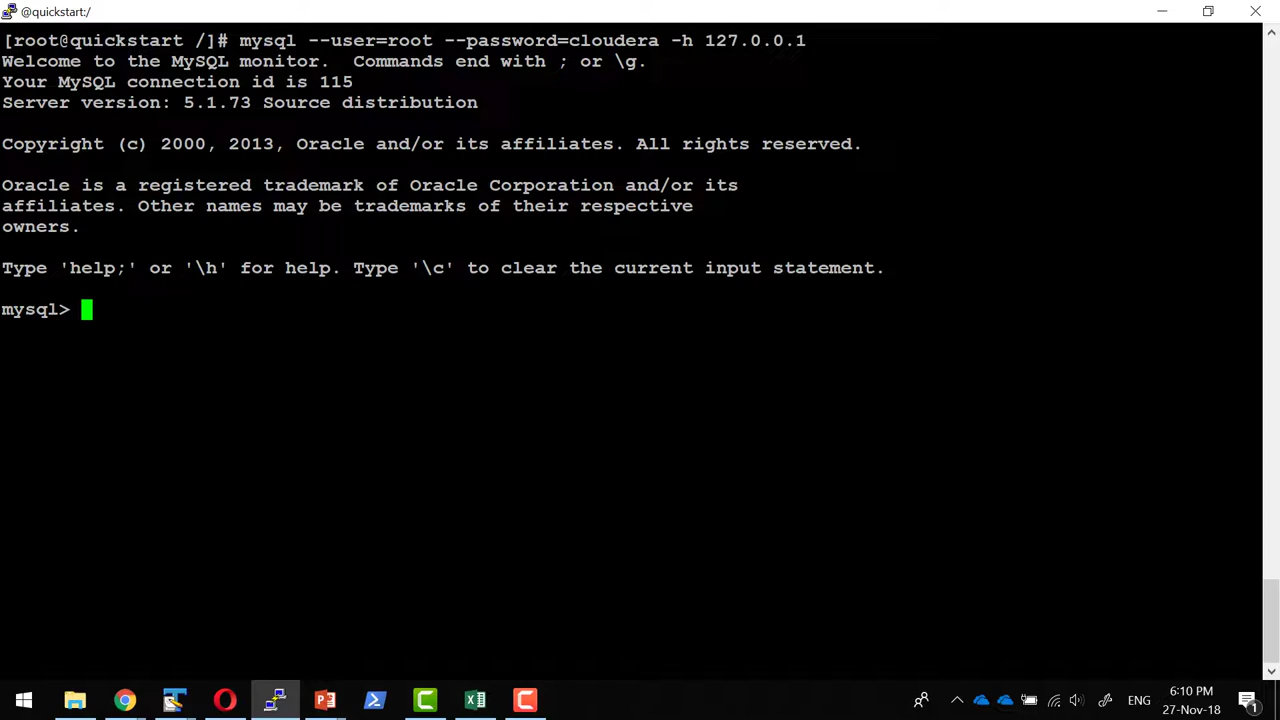 @quickstart:/
[root@quickstart /]# mysql --user=root --password=cloudera -h 127.0.0.1
Welcome to the MySQL monitor.  Commands end with ; or \g.
Your MySQL connection id is 115
Server version: 5.1.73 Source distribution
Copyright (c) 2000, 2013, Oracle and/or its affiliates. All rights reserved.
Oracle is a registered trademark of Oracle Corporation and/or its
affiliates. Other names may be trademarks of their respective
owners.
Type 'help;' or '\h' for help. Type '\c' to clear the current input statement.
mysql>
ENG
6:10 PM
27-Nov-18
1